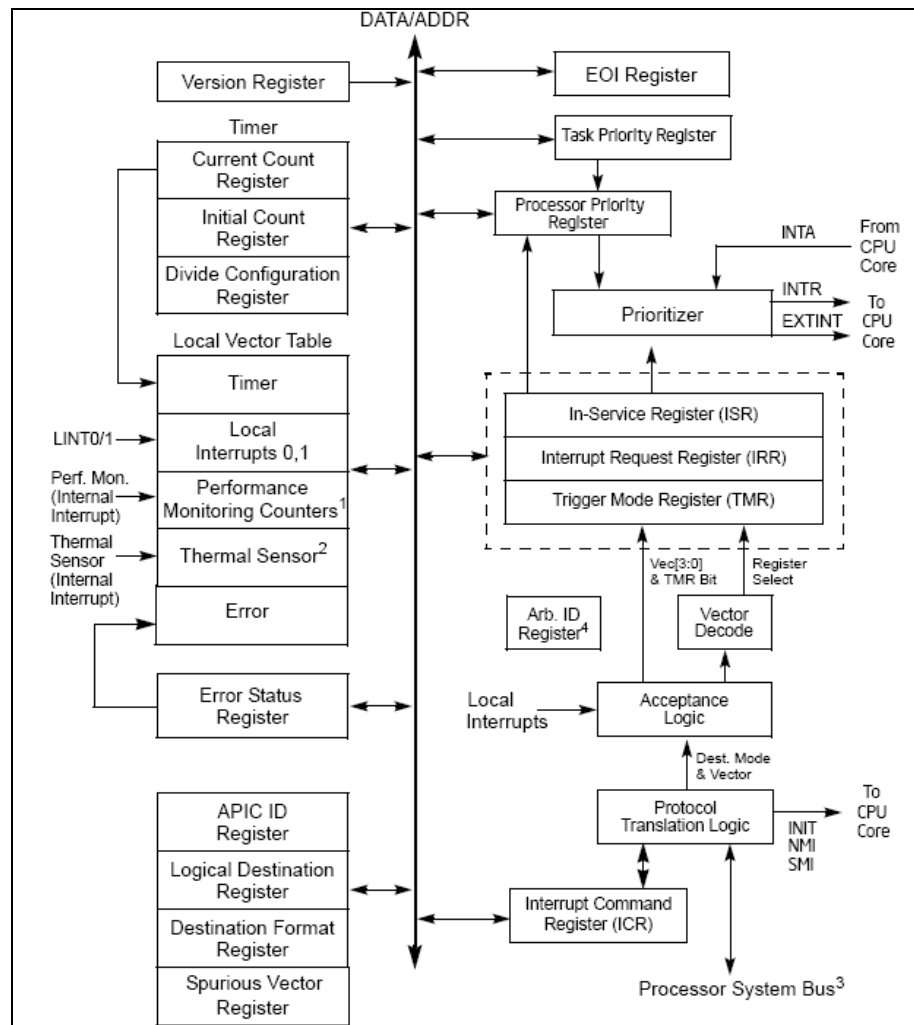 DATA/ADDR
Version Register
EOI Register
Timer
Current Count
Register
Initial Count
Register
Divide Configuration
Register
Task Priority Register
Processor Priority
Register
INTA
From
CPU
Core
Prioritizer
INTR
EXTINT
To
CPU
Core
Local Vector Table
Timer
Local
Interrupts 0,1
Performance
Monitoring Counters¹
Thermal Sensor²
Error
LINT0/1
Perf. Mon.
(Internal
Interrupt)
Thermal
Sensor
(Internal
Interrupt)
In-Service Register (ISR)
Interrupt Request Register (IRR)
Trigger Mode Register (TMR)
Vec[3:0]
& TMR Bit
Register
Select
Arb. ID
Register⁴
Vector
Decode
Error Status
Register
Local
Interrupts
Acceptance
Logic
Dest. Mode
& Vector
Protocol
Translation Logic
INIT
NMI
SMI
To
CPU
Core
APIC ID
Register
Logical Destination
Register
Destination Format
Register
Spurious Vector
Register
Interrupt Command
Register (ICR)
Processor System Bus³